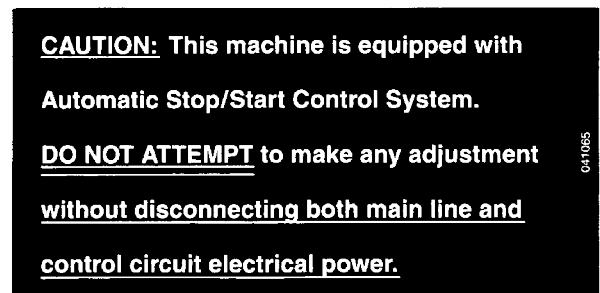 CAUTION: This machine is equipped with
Automatic Stop/Start Control System.
DO NOT ATTEMPT to make any adjustment
without disconnecting both main line and
control circuit electrical power.
041065